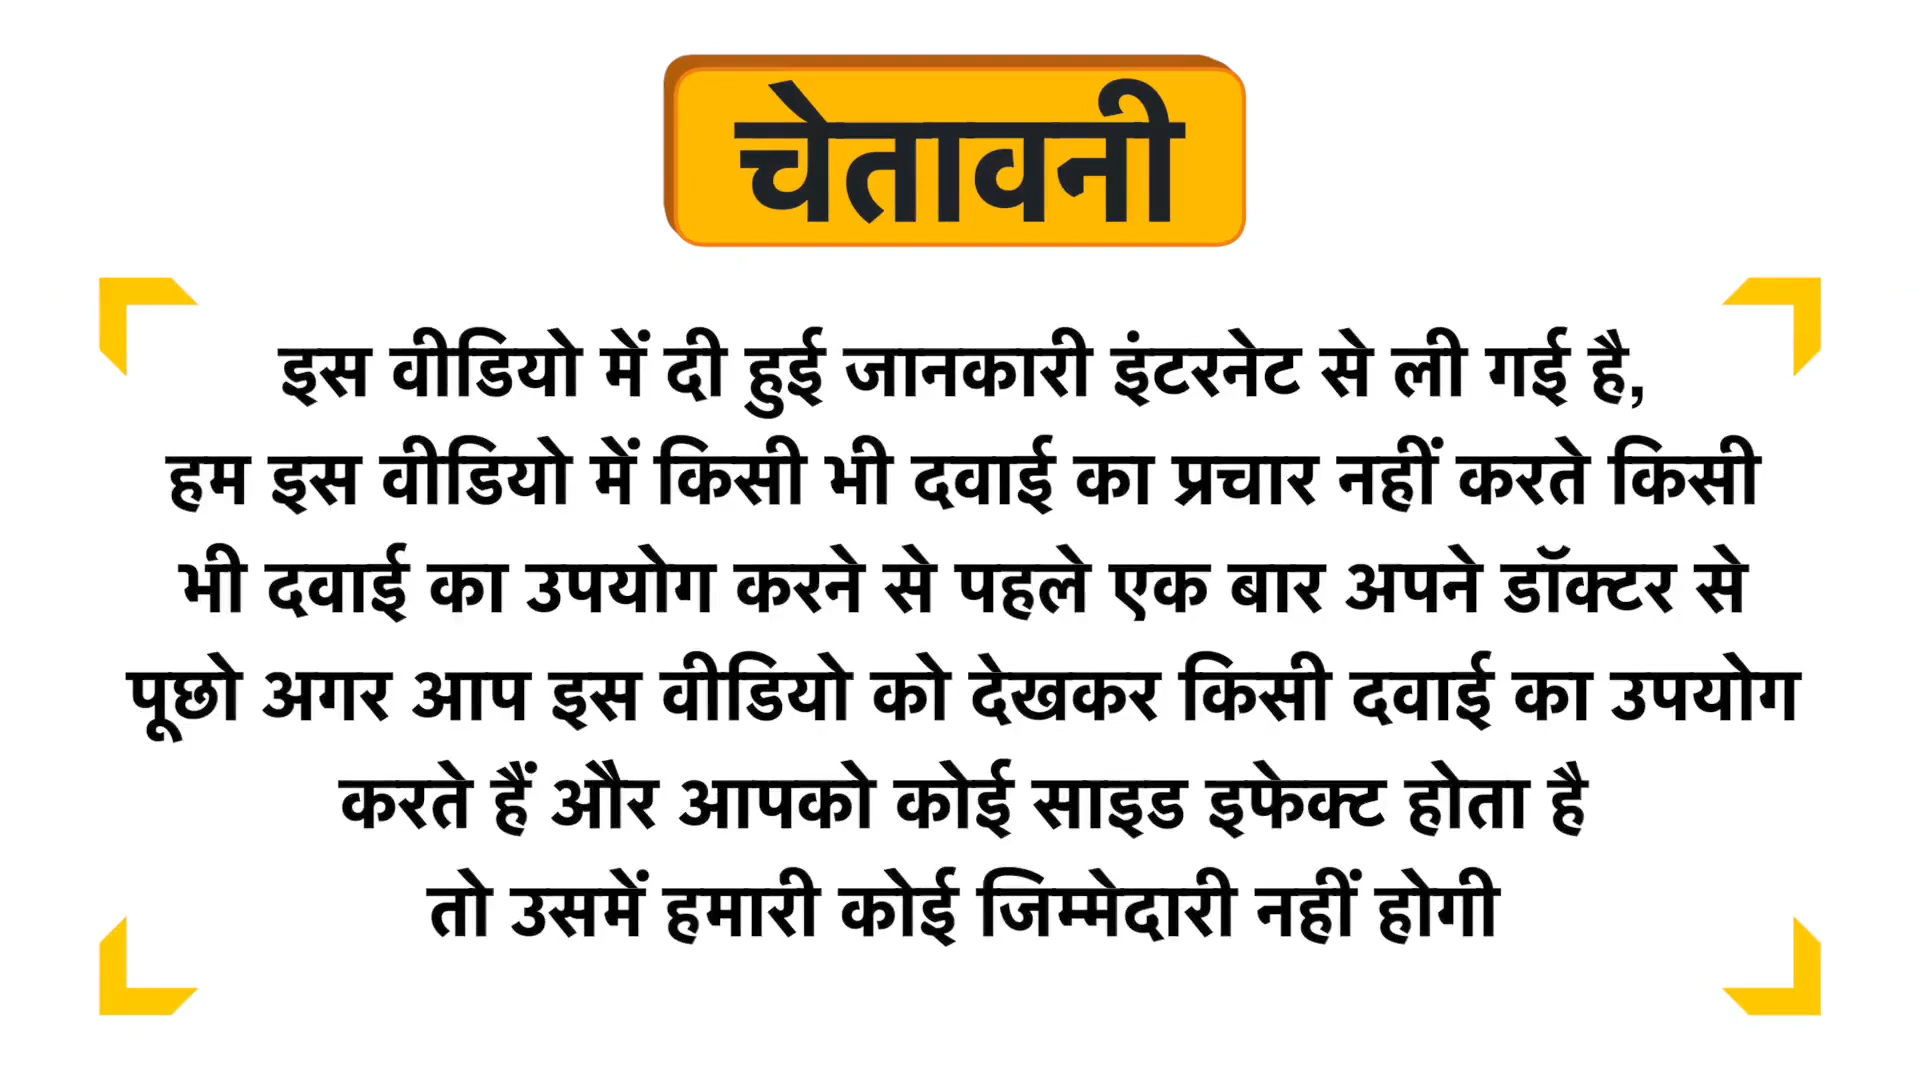 चेतावनी
इस वीडियो में दी हुई जानकारी इंटरनेट से ली गई है,
हम इस वीडियो में किसी भी दवाई का प्रचार नहीं करते किसी
भी दवाई का उपयोग करने से पहले एक बार अपने डॉक्टर से
पूछो अगर आप इस वीडियो को देखकर किसी दवाई का उपयोग
करते हैं और आपको कोई साइड इफेक्ट होता है
तो उसमें हमारी कोई जिम्मेदारी नहीं होगी